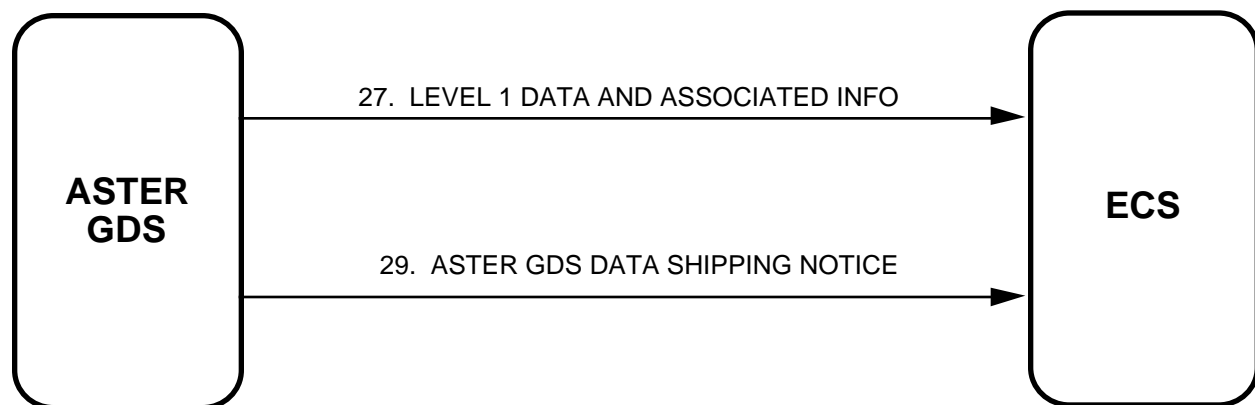 27. LEVEL 1 DATA AND ASSOCIATED INFO
ASTER
GDS
ECS
29. ASTER GDS DATA SHIPPING NOTICE